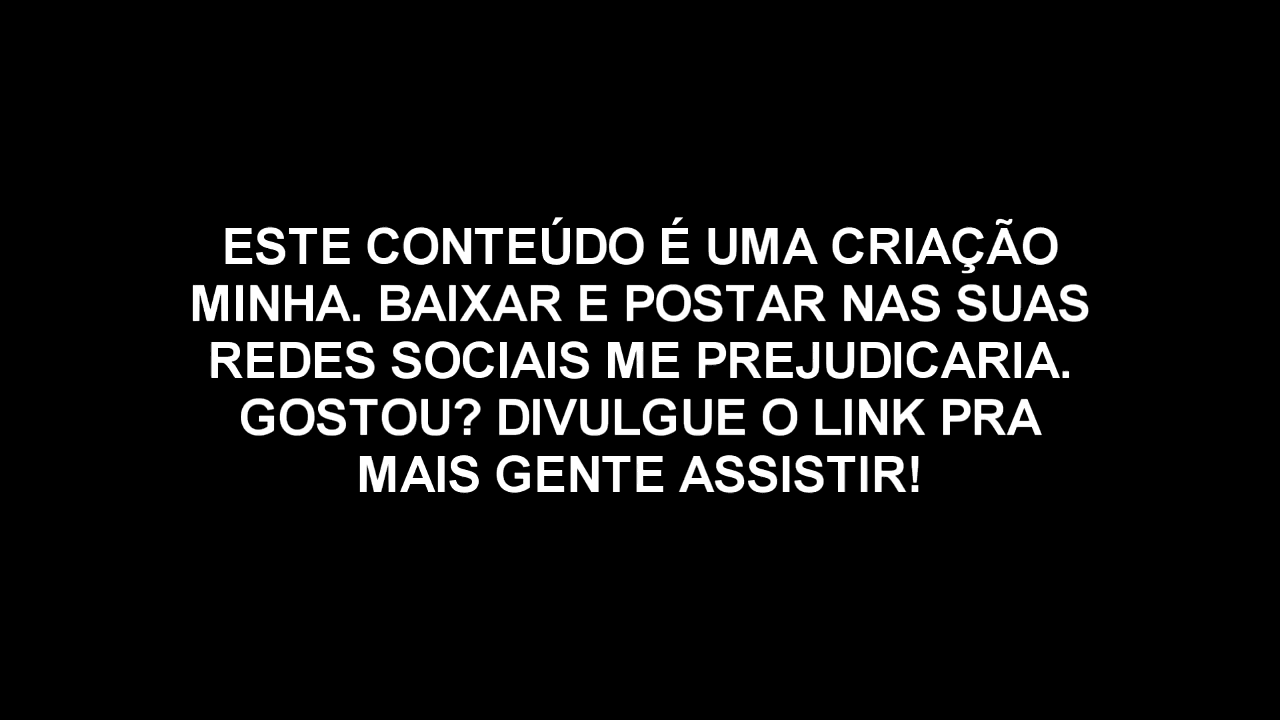 ESTE CONTEÚDO É UMA CRIAÇÃO
MINHA. BAIXAR E POSTAR NAS SUAS
REDES SOCIAIS ME PREJUDICARIA.
GOSTOU? DIVULGUE O LINK PRA
MAIS GENTE ASSISTIR!